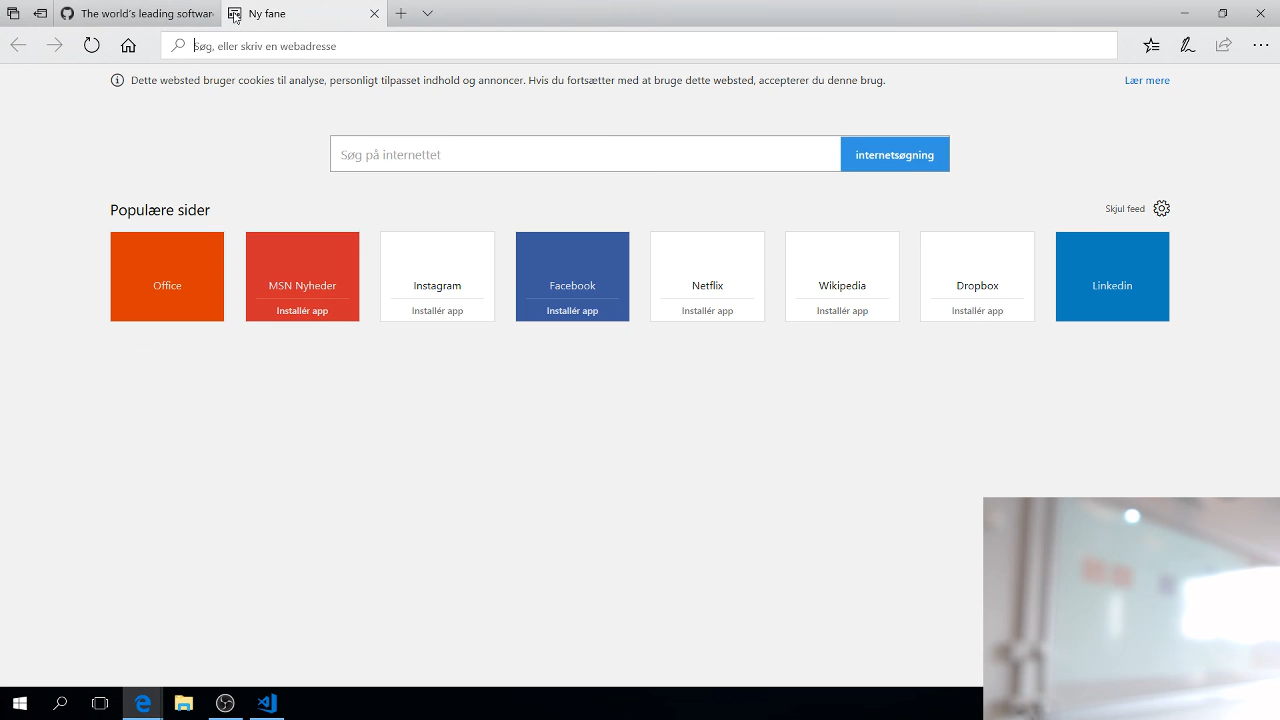 The world's leading software
Ny fane
Søg, eller skriv en webadresse
Dette websted bruger cookies til analyse, personligt tilpasset indhold og annoncer. Hvis du fortsætter med at bruge dette websted, accepterer du denne brug.
Lær mere
Søg på internettet
internetsøgning
Populære sider
Skjul feed
Office
MSN Nyheder
Installér app
Instagram
Installér app
Facebook
Installér app
Netflix
Installér app
Wikipedia
Installér app
Dropbox
Installér app
Linkedin